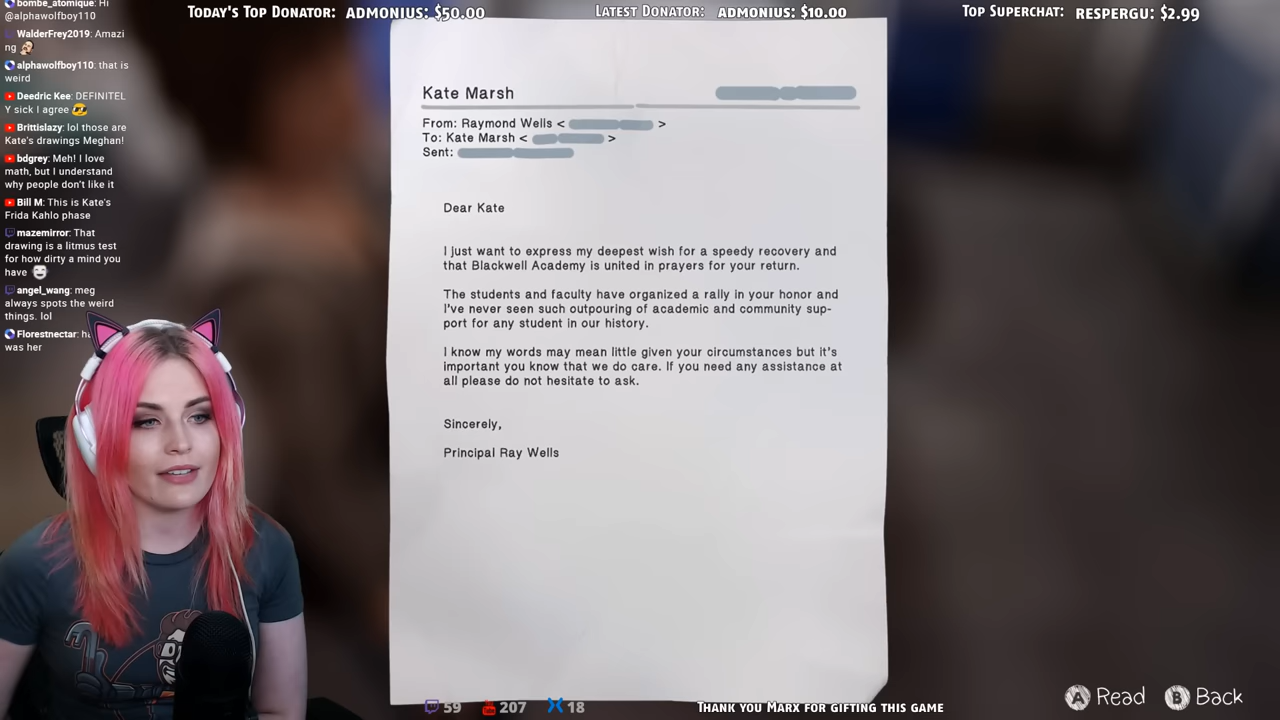 Today's Top Donator: Admonius: $50.00
Latest Donator: Admonius: $10.00
Top Superchat: Respergu: $2.99
bombe_atomique: Hi
@alphawolfboy110
WalderFrey2019: Amazi
ng
alphawolfboy110: that is
weird
Deedric Kee: DEFINITEL
Y sick I agree
Brittislazy: lol those are
Kate's drawings Meghan!
bdgrey: Meh! I love
math, but I understand
why people don't like it
Bill M: This is Kate's
Frida Kahlo phase
mazemirror: That
drawing is a litmus test
for how dirty a mind you
have
angel_wang: meg
always spots the weird
things. lol
Florestnectar:
was her
Kate Marsh
From: Raymond Wells < >
To: Kate Marsh < >
Sent:
Dear Kate
I just want to express my deepest wish for a speedy recovery and
that Blackwell Academy is united in prayers for your return.
The students and faculty have organized a rally in your honor and
I've never seen such outpouring of academic and community sup-
port for any student in our history.
I know my words may mean little given your circumstances but it's
important you know that we do care. If you need any assistance at
all please do not hesitate to ask.
Sincerely,
Principal Ray Wells
A Read B Back
59 207 18
Thank you Marx for gifting this game